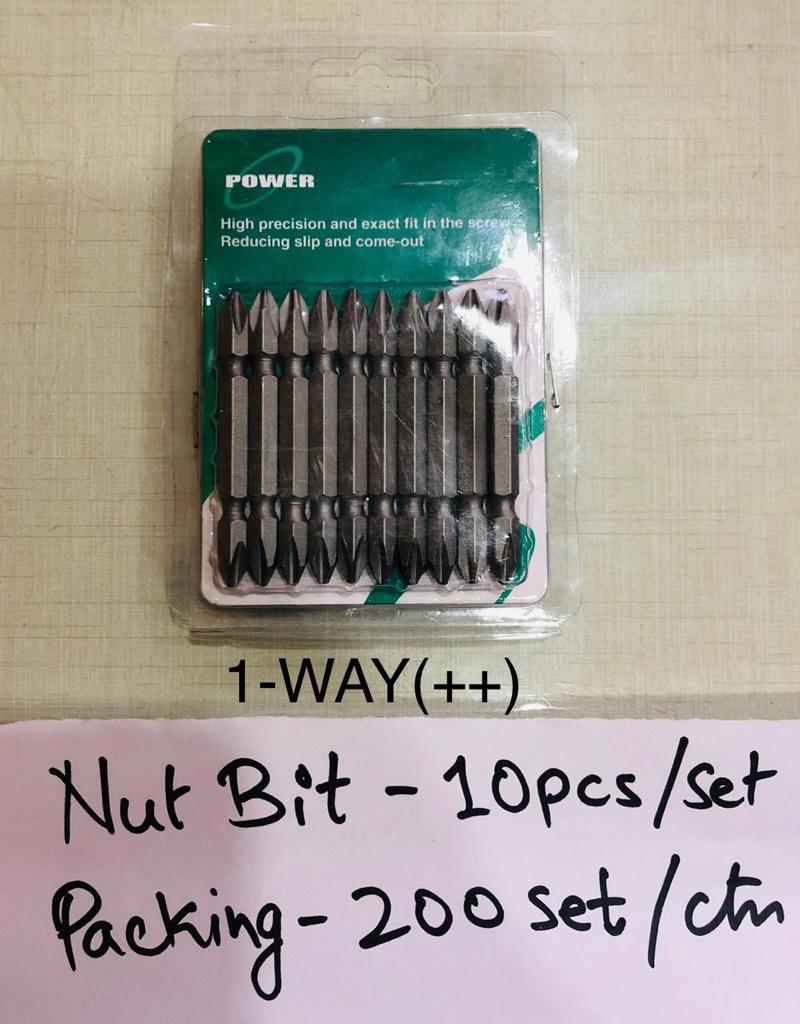 POWER
High precision and exact fit in the screw
Reducing slip and come-out
1-WAY(++)
Nut Bit - 10pcs/set
Packing - 200 set/ctn